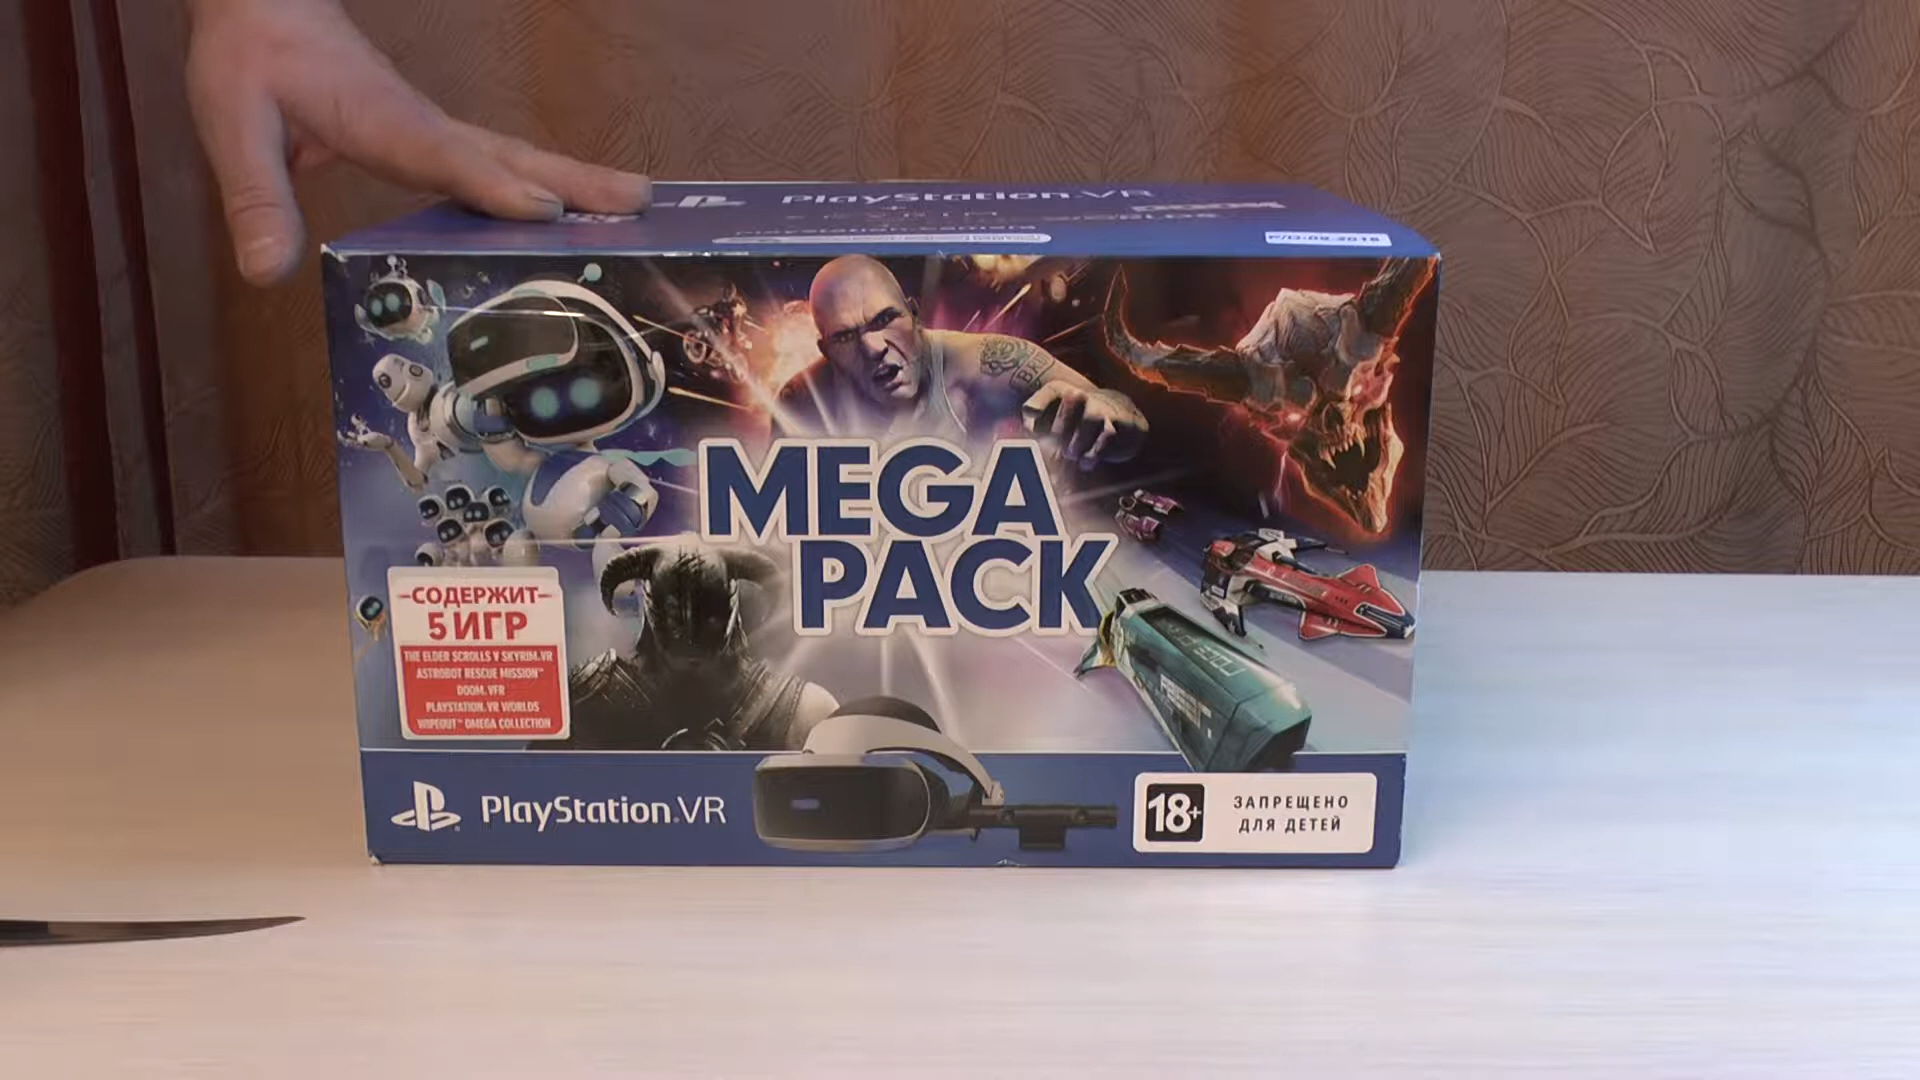 PlayStation.VR
MEGA
PACK
–СОДЕРЖИТ–
5 ИГР
THE ELDER SCROLLS V SKYRIM.VR
ASTROBOT RESCUE MISSION™
DOOM.VFR
PLAYSTATION.VR WORLDS
WIPEOUT™ OMEGA COLLECTION
PlayStation.VR
18+
ЗАПРЕЩЕНО
ДЛЯ ДЕТЕЙ